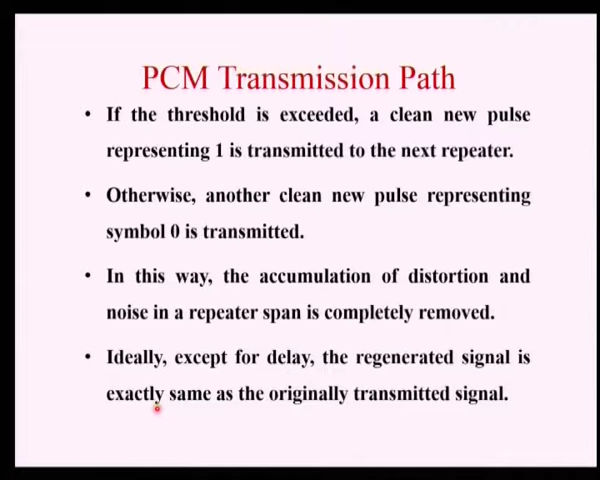 PCM Transmission Path
• If the threshold is exceeded, a clean new pulse
representing 1 is transmitted to the next repeater.
• Otherwise, another clean new pulse representing
symbol 0 is transmitted.
• In this way, the accumulation of distortion and
noise in a repeater span is completely removed.
• Ideally, except for delay, the regenerated signal is
exactly same as the originally transmitted signal.